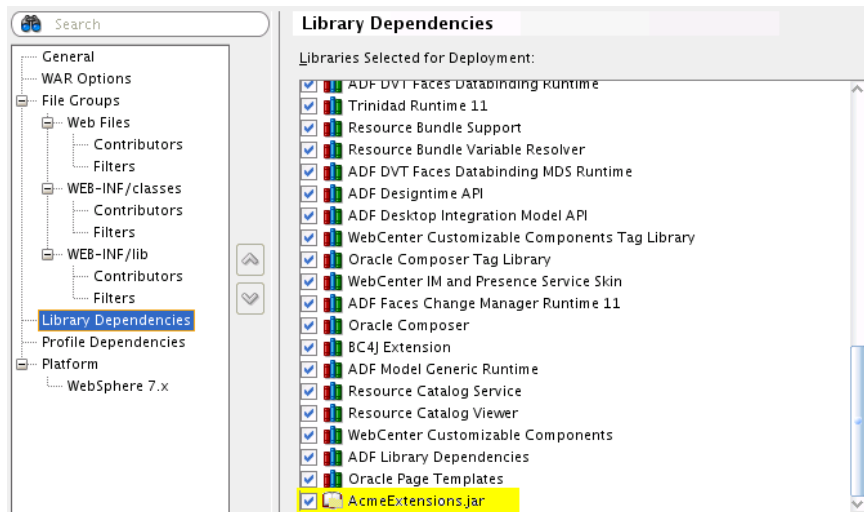 Search
General
WAR Options
File Groups
Web Files
Contributors
Filters
WEB-INF/classes
Contributors
Filters
WEB-INF/lib
Contributors
Filters
Library Dependencies
Profile Dependencies
Platform
WebSphere 7.x
Library Dependencies
Libraries Selected for Deployment:
ADF DVT Faces Databinding Runtime
Trinidad Runtime 11
Resource Bundle Support
Resource Bundle Variable Resolver
ADF DVT Faces Databinding MDS Runtime
ADF Designtime API
ADF Desktop Integration Model API
WebCenter Customizable Components Tag Library
Oracle Composer Tag Library
WebCenter IM and Presence Service Skin
ADF Faces Change Manager Runtime 11
Oracle Composer
BC4J Extension
ADF Model Generic Runtime
Resource Catalog Service
Resource Catalog Viewer
WebCenter Customizable Components
ADF Library Dependencies
Oracle Page Templates
AcmeExtensions.jar